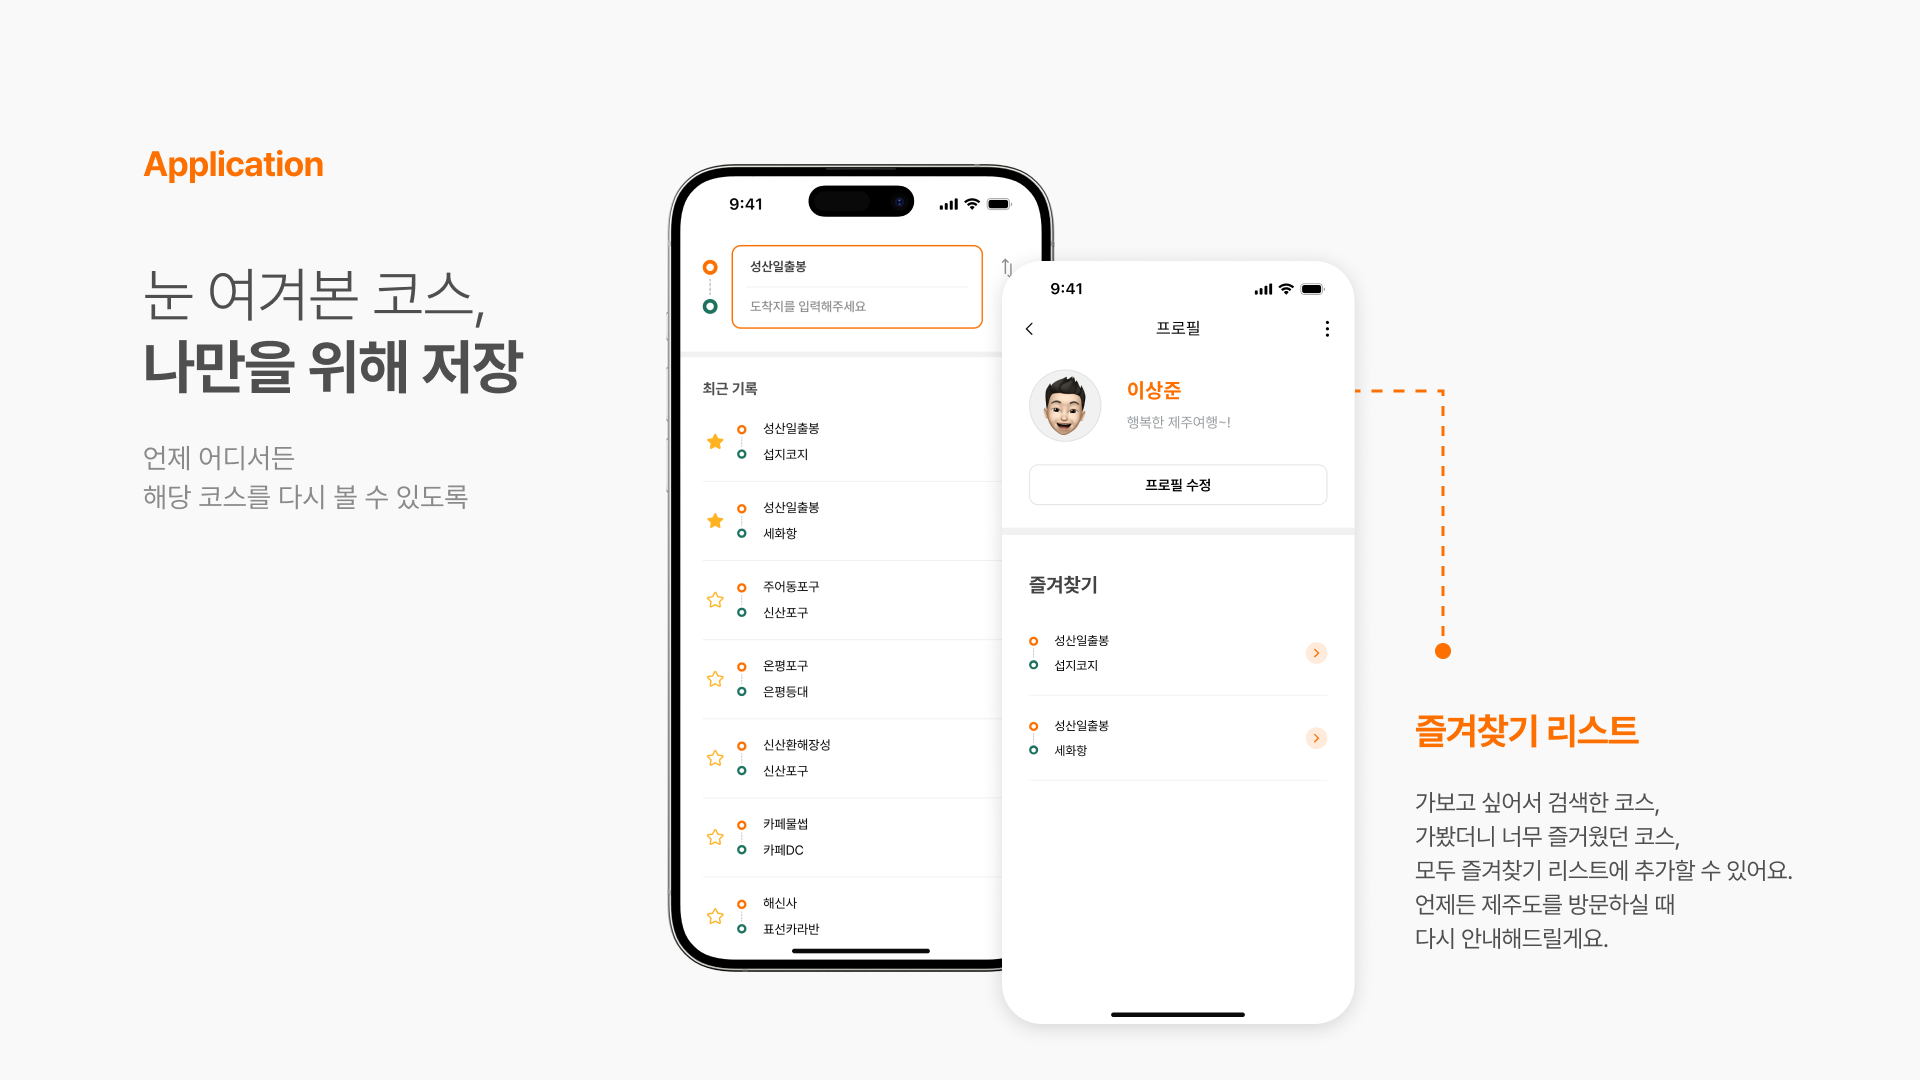 Application
눈 여겨본 코스,
나만을 위해 저장
언제 어디서든
해당 코스를 다시 볼 수 있도록
9:41
성산일출봉
도착지를 입력해주세요
최근 기록
성산일출봉
섭지코지
성산일출봉
세화항
주어동포구
신산포구
온평포구
은평등대
신산환해장성
신산포구
카페물썹
카페DC
해신사
표선카라반
9:41
프로필
이상준
행복한 제주여행~!
프로필 수정
즐겨찾기
성산일출봉
섭지코지
성산일출봉
세화항
즐겨찾기 리스트
가보고 싶어서 검색한 코스,
가봤더니 너무 즐거웠던 코스,
모두 즐겨찾기 리스트에 추가할 수 있어요.
언제든 제주도를 방문하실 때
다시 안내해드릴게요.